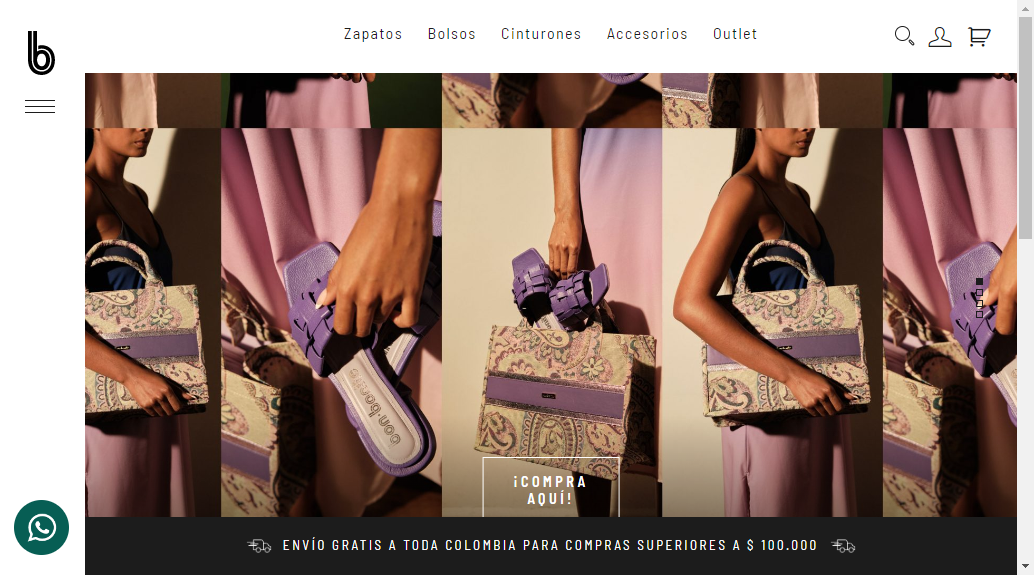 b
Zapatos Bolsos Cinturones Accesorios Outlet
bon-bonite
¡COMPRA
AQUÍ!
ENVÍO GRATIS A TODA COLOMBIA PARA COMPRAS SUPERIORES A $ 100.000